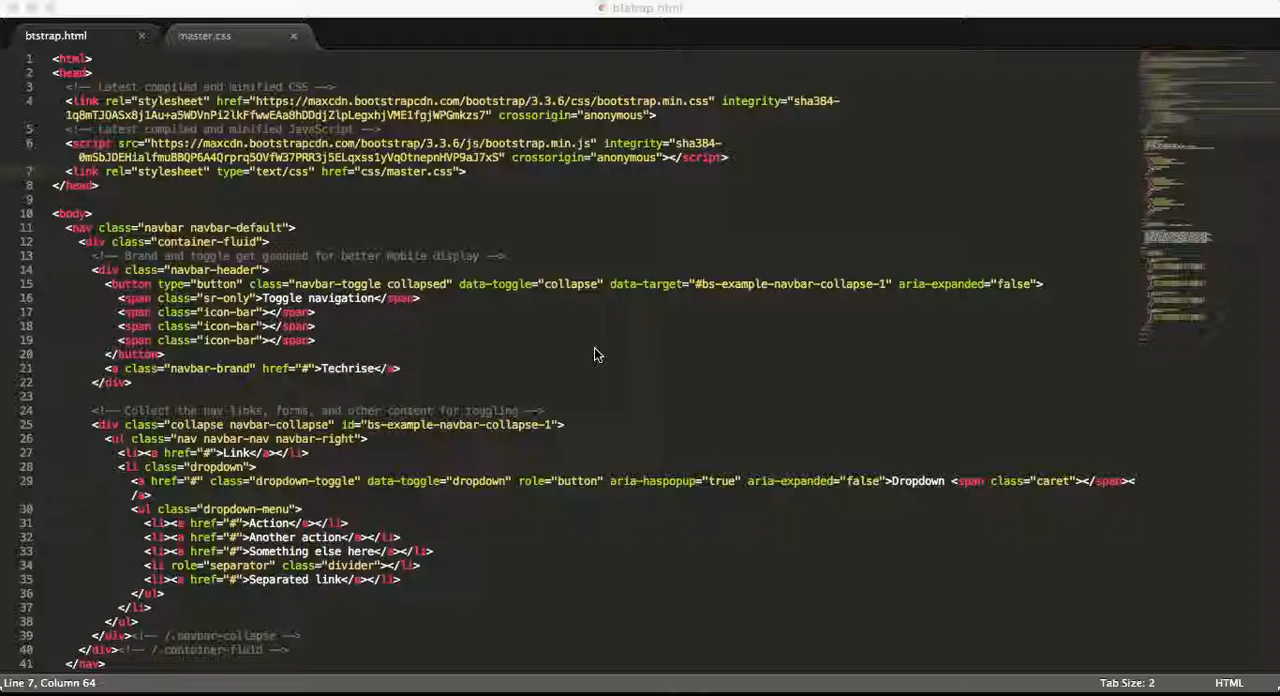 btstrap.html
btstrap.html ×
master.css ×
1 <html>
2 <head>
3 <!-- Latest compiled and minified CSS -->
4 <link rel="stylesheet" href="https://maxcdn.bootstrapcdn.com/bootstrap/3.3.6/css/bootstrap.min.css" integrity="sha384-
1q8mTJOASx8j1Au+a5WDVnPi2lkFfwwEAa8hDDdjZlpLegxhjVME1fgjWPGmkzs7" crossorigin="anonymous">
5 <!-- Latest compiled and minified JavaScript -->
6 <script src="https://maxcdn.bootstrapcdn.com/bootstrap/3.3.6/js/bootstrap.min.js" integrity="sha384-
0mSbJDEHialfmuBBQP6A4Qrprq5OVfW37PRR3j5ELqxss1yVqOtnepnHVP9aJ7xS" crossorigin="anonymous"></script>
7 <link rel="stylesheet" type="text/css" href="css/master.css">
8 </head>
9
10 <body>
11 <nav class="navbar navbar-default">
12 <div class="container-fluid">
13 <!-- Brand and toggle get grouped for better mobile display -->
14 <div class="navbar-header">
15 <button type="button" class="navbar-toggle collapsed" data-toggle="collapse" data-target="#bs-example-navbar-collapse-1" aria-expanded="false">
16 <span class="sr-only">Toggle navigation</span>
17 <span class="icon-bar"></span>
18 <span class="icon-bar"></span>
19 <span class="icon-bar"></span>
20 </button>
21 <a class="navbar-brand" href="#">Techrise</a>
22 </div>
23
24 <!-- Collect the nav links, forms, and other content for toggling -->
25 <div class="collapse navbar-collapse" id="bs-example-navbar-collapse-1">
26 <ul class="nav navbar-nav navbar-right">
27 <li><a href="#">Link</a></li>
28 <li class="dropdown">
29 <a href="#" class="dropdown-toggle" data-toggle="dropdown" role="button" aria-haspopup="true" aria-expanded="false">Dropdown <span class="caret"></span><
/a>
30 <ul class="dropdown-menu">
31 <li><a href="#">Action</a></li>
32 <li><a href="#">Another action</a></li>
33 <li><a href="#">Something else here</a></li>
34 <li role="separator" class="divider"></li>
35 <li><a href="#">Separated link</a></li>
36 </ul>
37 </li>
38 </ul>
39 </div><!-- /.navbar-collapse -->
40 </div><!-- /.container-fluid -->
41 </nav>
Line 7, Column 64
Tab Size: 2
HTML